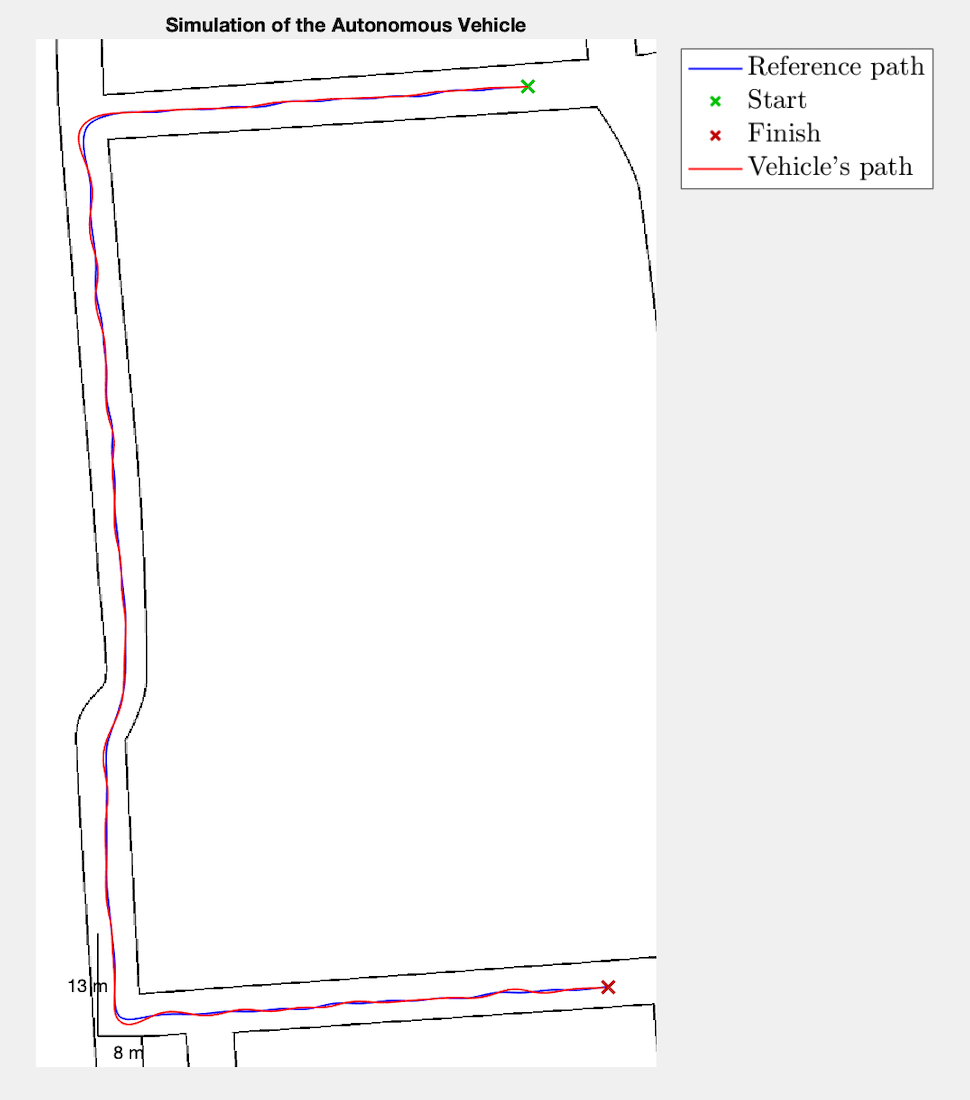 Simulation of the Autonomous Vehicle
Reference path
Start
Finish
Vehicle's path
13 m
8 m